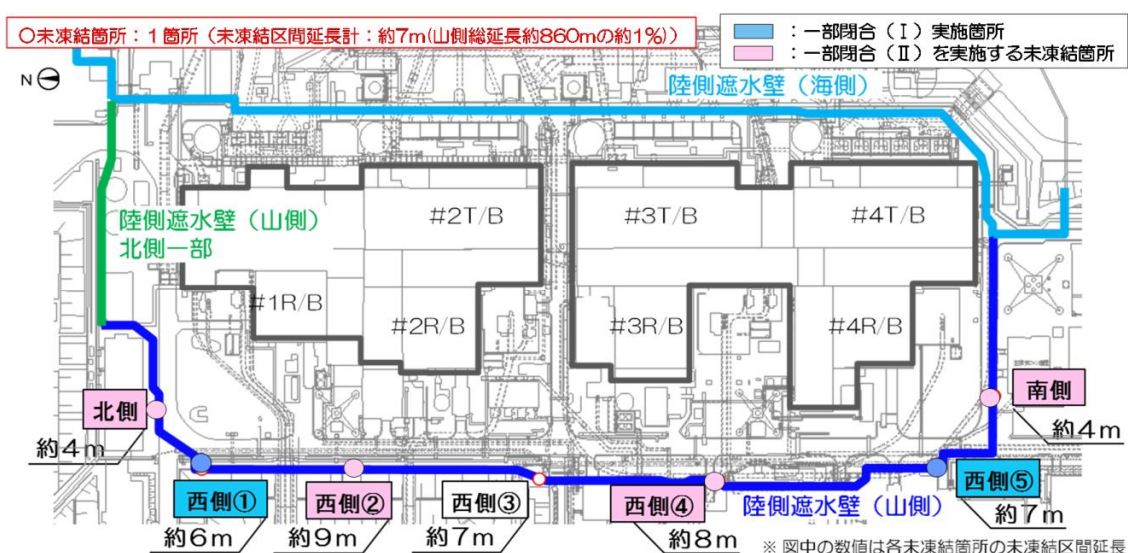 ○未凍結箇所：１箇所（未凍結区間延長計：約7m(山側総延長約860mの約1%)）
：一部閉合（Ⅰ）実施箇所
：一部閉合（Ⅱ）を実施する未凍結箇所
N
陸側遮水壁（海側）
陸側遮水壁（山側）
北側一部
#2T/B
#3T/B
#4T/B
#1R/B
#2R/B
#3R/B
#4R/B
北側
約4m
南側
約4m
西側①
約6m
西側②
約9m
西側③
約7m
西側④
約8m
陸側遮水壁（山側）
西側⑤
約7m
※ 図中の数値は各未凍結箇所の未凍結区間延長